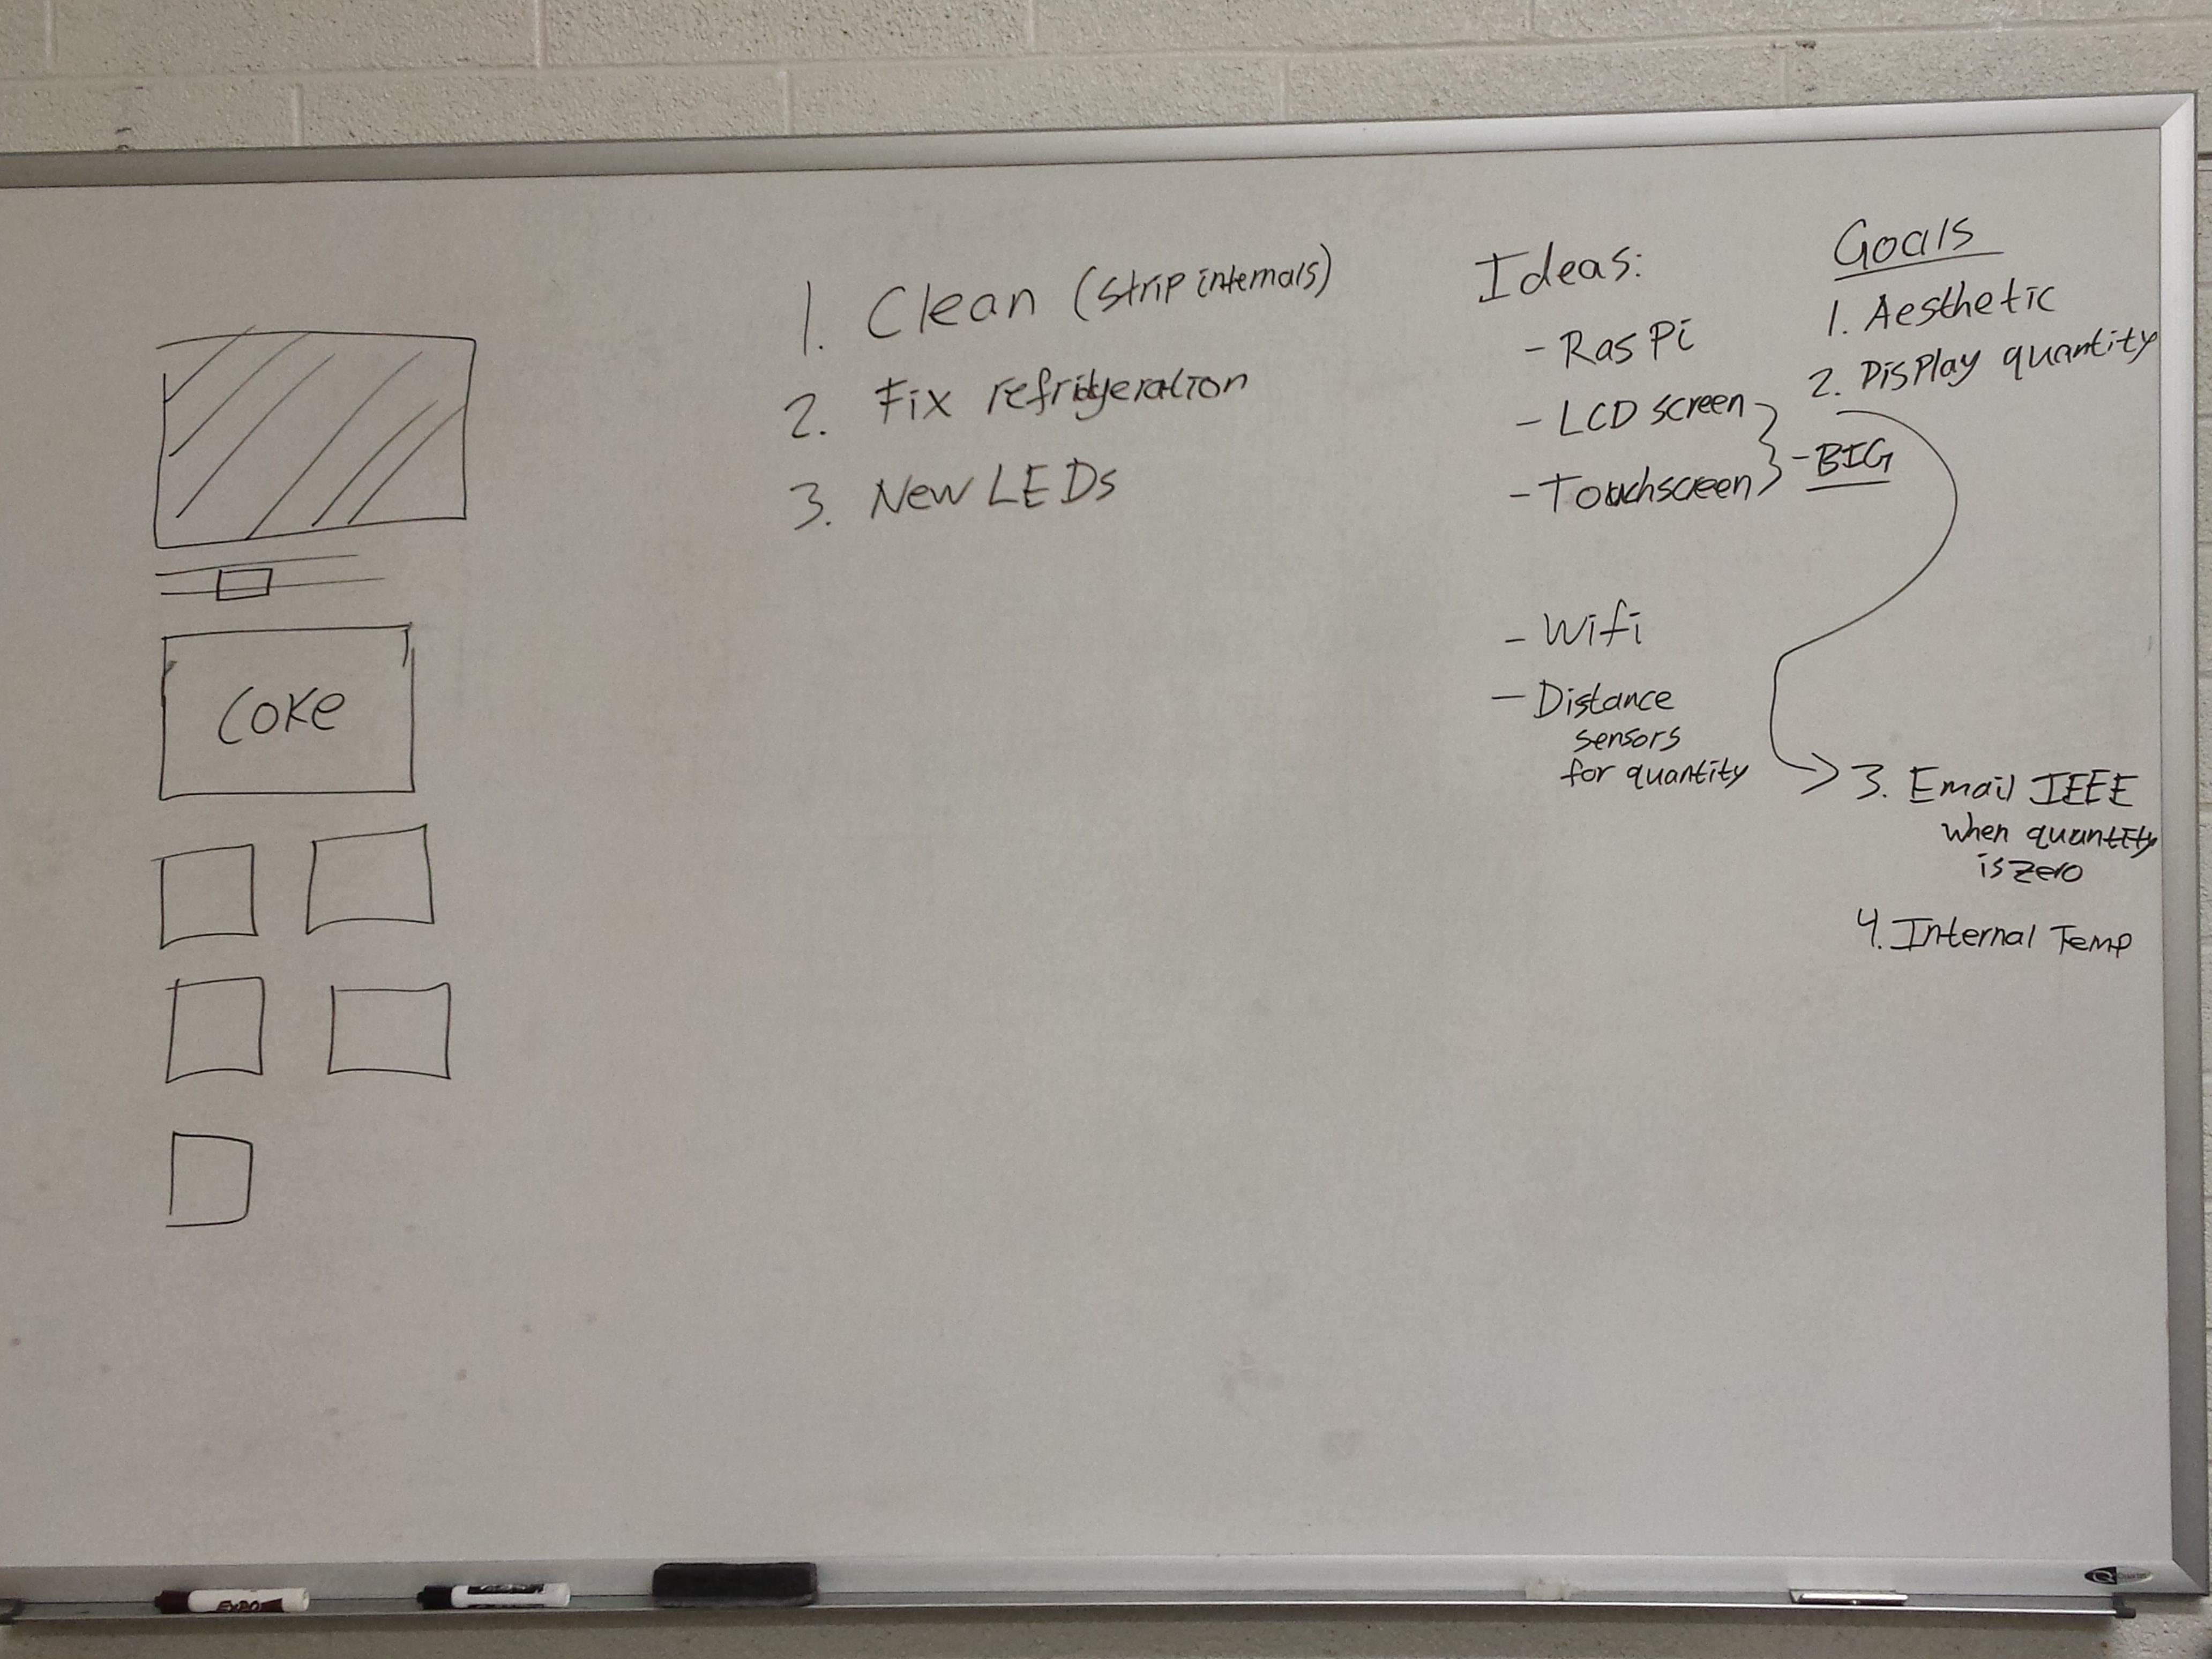 Coke
1. Clean (strip internals)
2. Fix refridgeration
3. New LEDs
Ideas:
- Ras Pi
- LCD screen
- Touchscreen
- BIG
- Wifi
- Distance
sensors
for quantity
Goals
1. Aesthetic
2. Display quantity
3. Email IEEE
when quantity
is zero
4. Internal Temp
EXPO